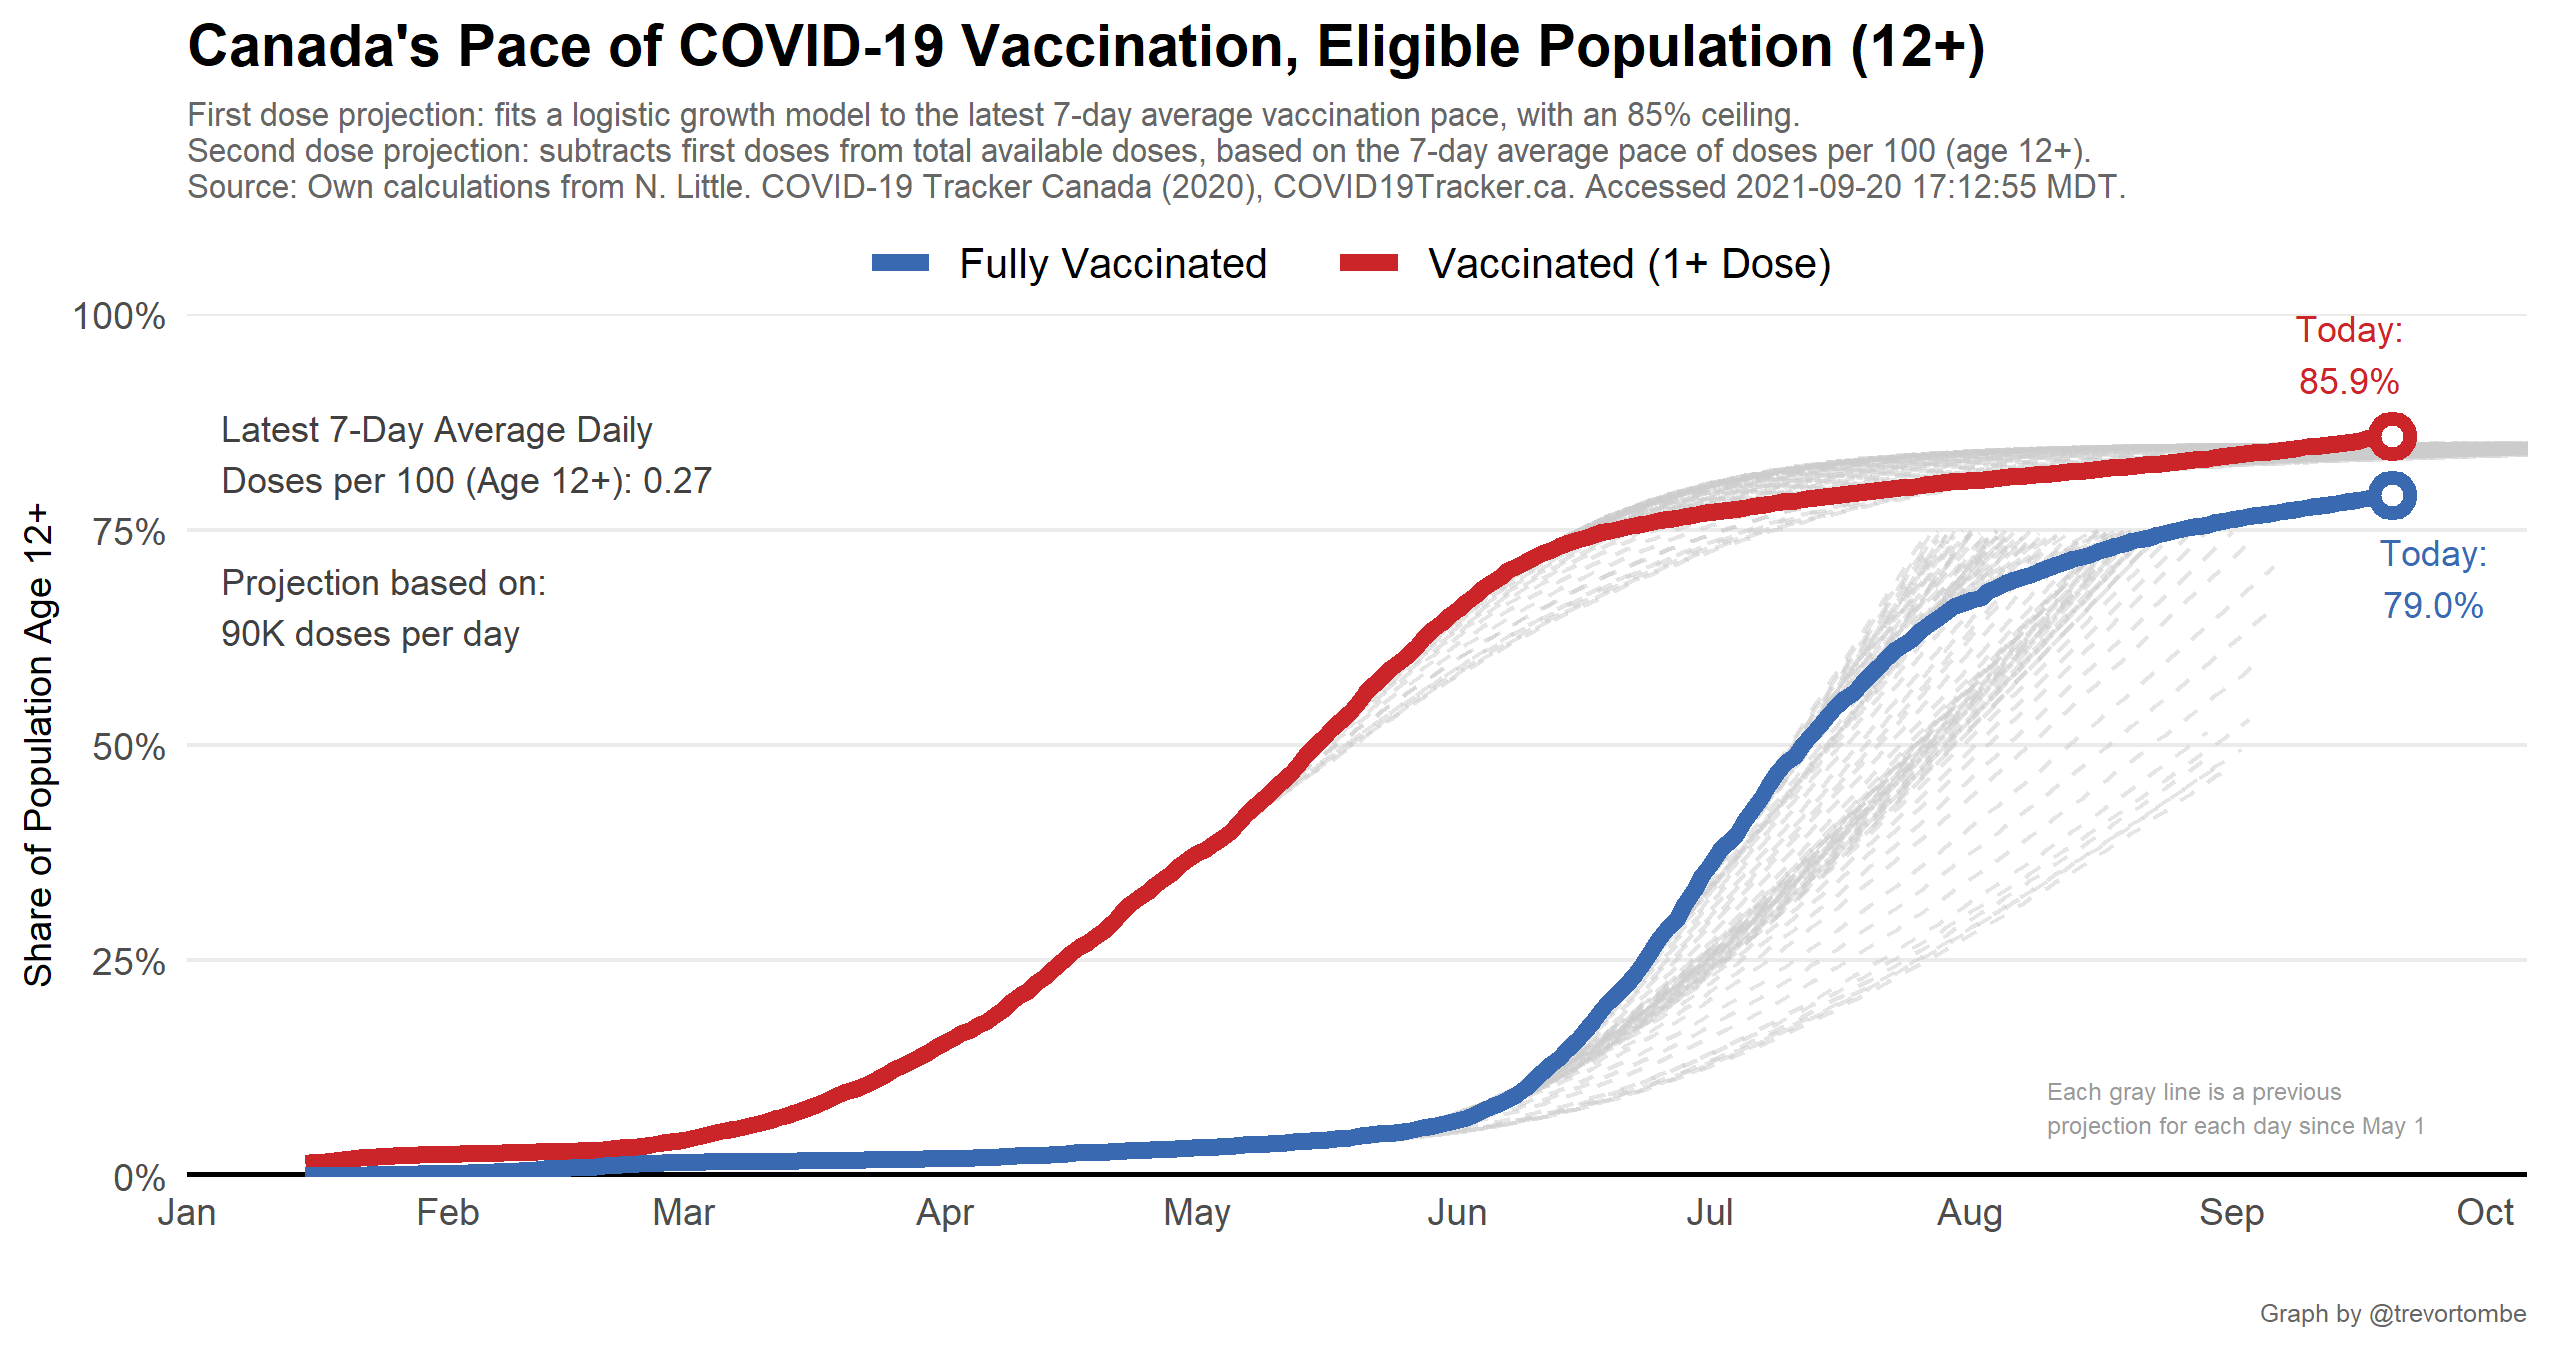 Canada's Pace of COVID-19 Vaccination, Eligible Population (12+)
First dose projection: fits a logistic growth model to the latest 7-day average vaccination pace, with an 85% ceiling.
Second dose projection: subtracts first doses from total available doses, based on the 7-day average pace of doses per 100 (age 12+).
Source: Own calculations from N. Little. COVID-19 Tracker Canada (2020), COVID19Tracker.ca. Accessed 2021-09-20 17:12:55 MDT.
Fully Vaccinated
Vaccinated (1+ Dose)
Share of Population Age 12+
100%
75%
50%
25%
0%
Latest 7-Day Average Daily
Doses per 100 (Age 12+): 0.27
Projection based on:
90K doses per day
Today:
85.9%
Today:
79.0%
Each gray line is a previous
projection for each day since May 1
Jan
Feb
Mar
Apr
May
Jun
Jul
Aug
Sep
Oct
Graph by @trevortombe